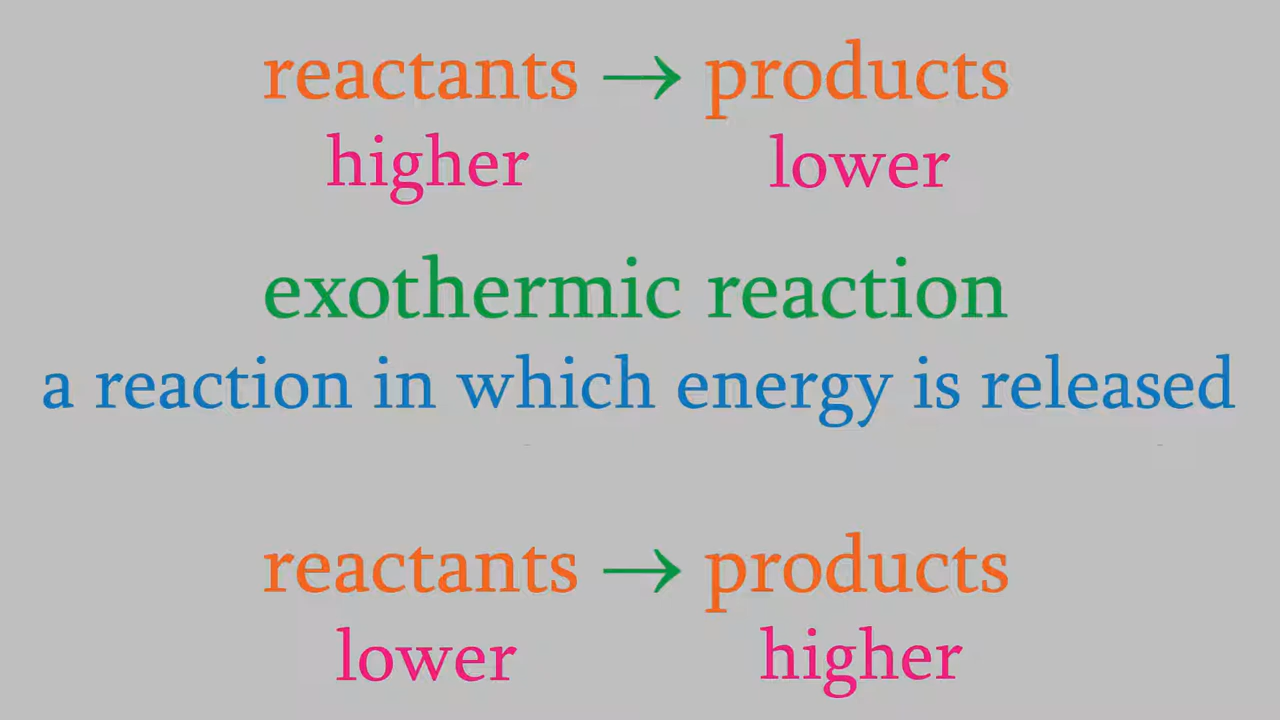 reactants → products
higher lower
exothermic reaction
a reaction in which energy is released
reactants → products
lower higher